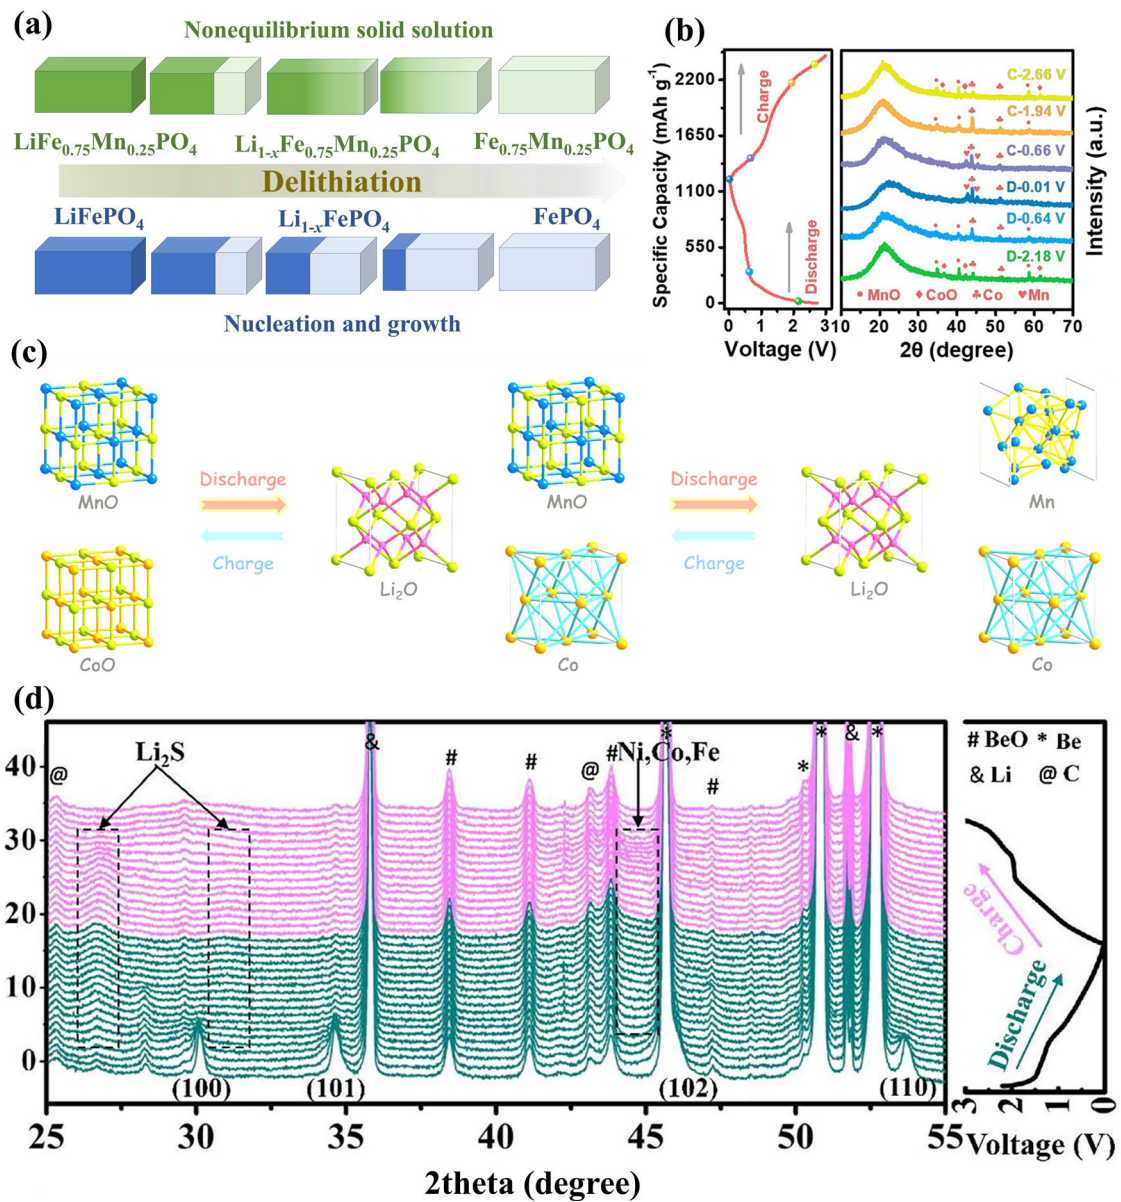 (a)
Nonequilibrium solid solution
LiFe0.75Mn0.25PO4
Li1-xFe0.75Mn0.25PO4
Fe0.75Mn0.25PO4
Delithiation
LiFePO4
Li1-xFePO4
FePO4
Nucleation and growth
(b)
Specific Capacity (mAh g-1)
2200
1650
1100
550
0
Charge
Discharge
0 1 2 3
Voltage (V)
C-2.66 V
C-1.94 V
C-0.66 V
D-0.01 V
D-0.64 V
D-2.18 V
• MnO ♦ CoO ♣ Co ♥ Mn
10 20 30 40 50 60 70
2θ (degree)
Intensity (a.u.)
(c)
MnO
CoO
Discharge
Charge
Li2O
MnO
Co
Discharge
Charge
Li2O
Mn
Co
(d)
40
30
20
10
0
@
Li2S
&
#
#
@
#Ni,Co,Fe
*
#
*
*
&
*
(100)
(101)
(102)
(110)
25 30 35 40 45 50 55
2theta (degree)
# BeO * Be
& Li @ C
Charge
Discharge
3 2 1 0
Voltage (V)